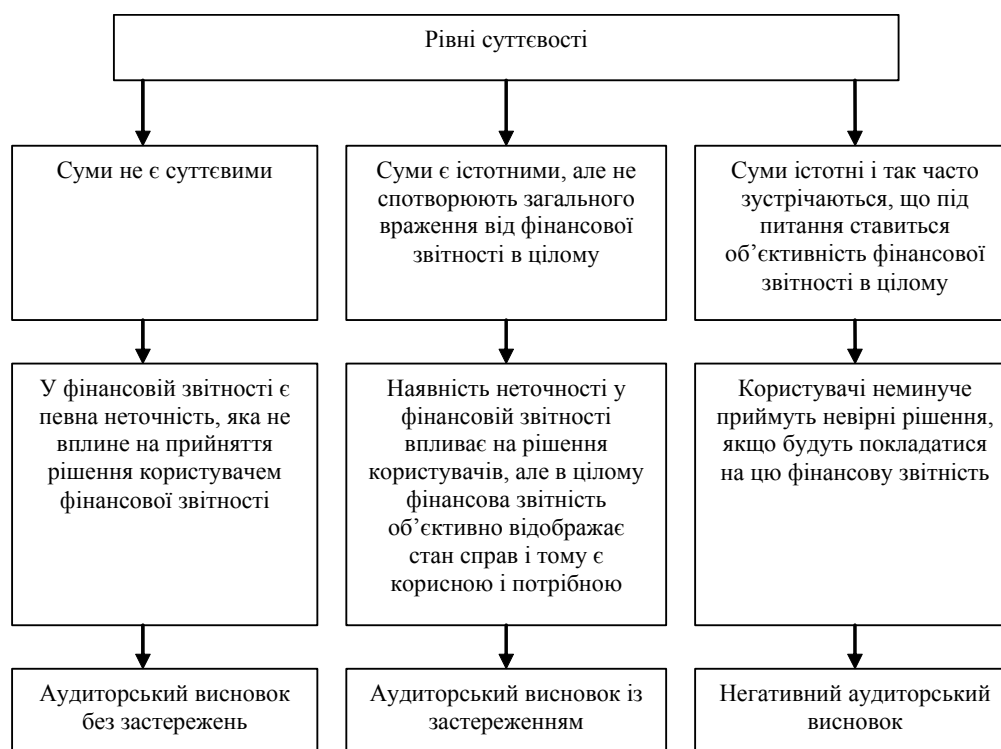 Рівні суттєвості
Суми не є суттєвими
Суми є істотними, але не
спотворюють загального
враження від фінансової
звітності в цілому
Суми істотні і так часто
зустрічаються, що під
питання ставиться
об’єктивність фінансової
звітності в цілому
У фінансовій звітності є
певна неточність, яка не
вплине на прийняття
рішення користувачем
фінансової звітності
Наявність неточності у
фінансовій звітності
впливає на рішення
користувачів, але в цілому
фінансова звітність
об’єктивно відображає
стан справ і тому є
корисною і потрібною
Користувачі неминуче
приймуть невірні рішення,
якщо будуть покладатися
на цю фінансову звітність
Аудиторський висновок
без застережень
Аудиторський висновок із
застереженням
Негативний аудиторський
висновок